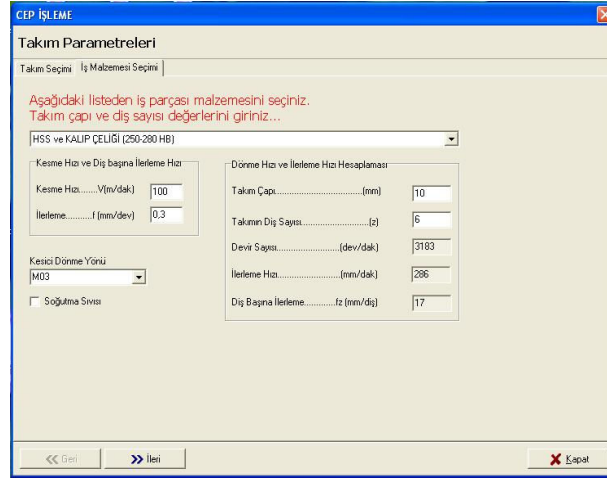 CEP İŞLEME
Takım Parametreleri
Takım Seçimi İş Malzemesi Seçimi
Aşağıdaki listeden iş parçası malzemesini seçiniz.
Takım çapı ve diş sayısı değerlerini giriniz...
HSS ve KALIP ÇELİĞİ (250-280 HB)
Kesme Hızı ve Diş başına İlerleme Hızı
Kesme Hızı........V(m/dak) 100
İlerleme..........f (mm/dev) 0,3
Kesici Dönme Yönü
M03
Soğutma Sıvısı
Dönme Hızı ve İlerleme Hızı Hesaplaması
Takım Çapı..................................(mm) 10
Takımın Diş Sayısı......................(z) 6
Devir Sayısı......................(dev/dak) 3183
İlerleme Hızı......................(mm/dak) 286
Diş Başına İlerleme.............fz (mm/diş) 17
Geri İleri Kapat